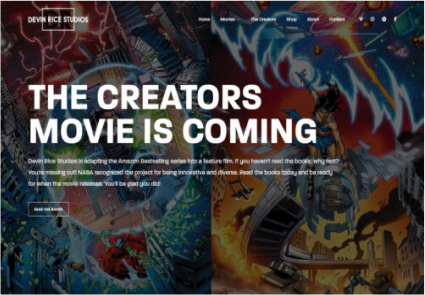 DEVIN RICE STUDIOS
Home Movies The Creators Shop About Contact
THE CREATORS
MOVIE IS COMING
Devin Rice Studios is adapting the Amazon Bestselling series into a feature film. If you haven't read the books, why not?
You're missing out! NASA recognized the project for being innovative and diverse. Read the books today and be ready
for when the movie releases. You'll be glad you did!
READ THE BOOKS